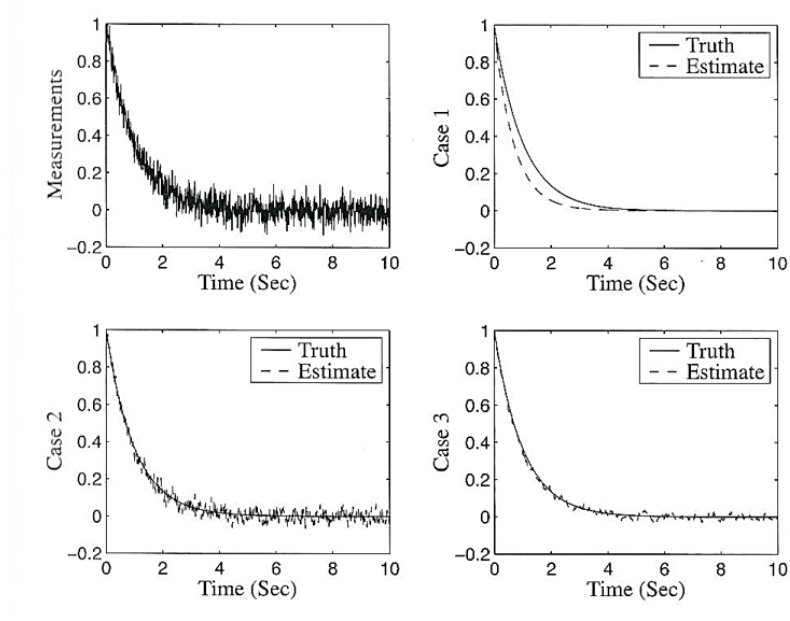 Measurements
1
0.8
0.6
0.4
0.2
0
−0.2
0 2 4 6 8 10
Time (Sec)
Case 1
1
0.8
0.6
0.4
0.2
0
−0.2
Truth
Estimate
0 2 4 6 8 10
Time (Sec)
Case 2
1
0.8
0.6
0.4
0.2
0
−0.2
Truth
Estimate
0 2 4 6 8 10
Time (Sec)
Case 3
1
0.8
0.6
0.4
0.2
0
−0.2
Truth
Estimate
0 2 4 6 8 10
Time (Sec)